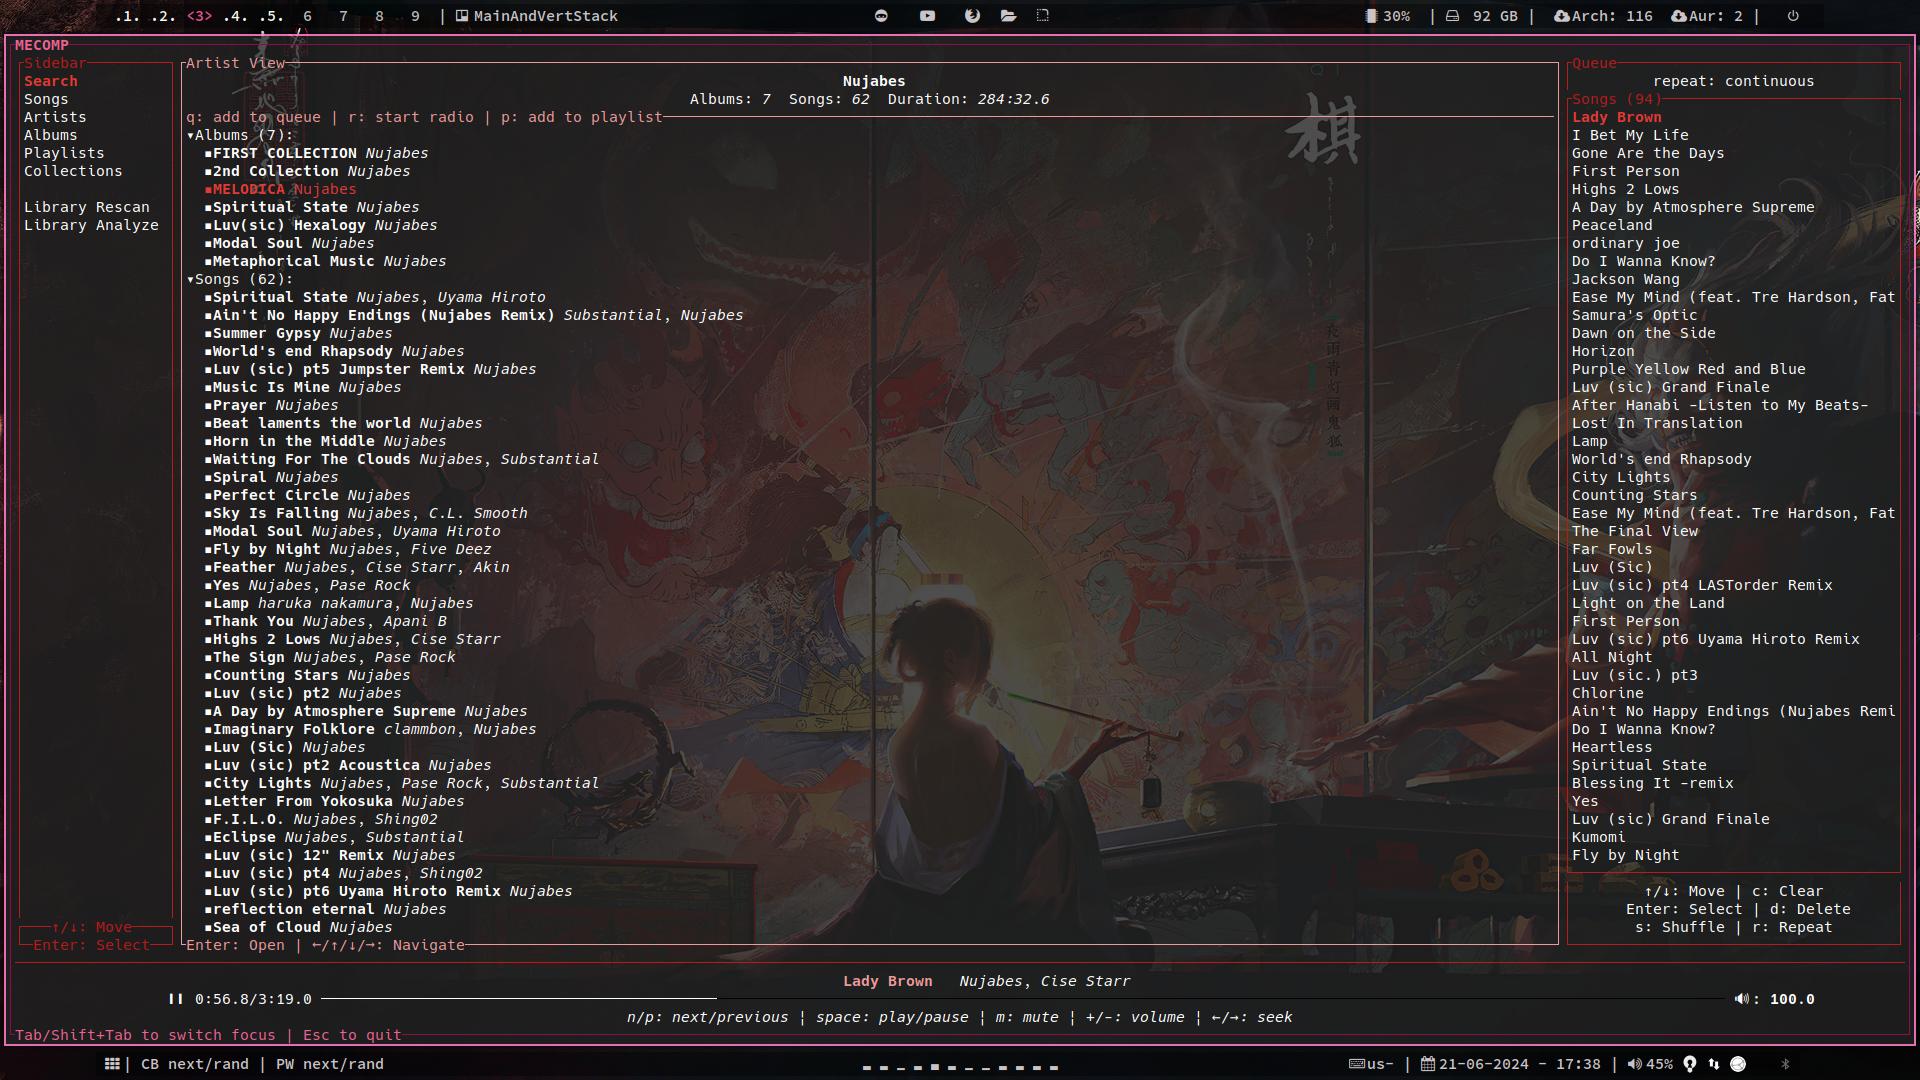 .1. .2. <3> .4. .5. 6 7 8 9 | MainAndVertStack
30% | 92 GB | Arch: 116 Aur: 2 |
MECOMP
Sidebar
Search
Songs
Artists
Albums
Playlists
Collections
Library Rescan
Library Analyze
↑/↓: Move
Enter: Select
Artist View
Nujabes
Albums: 7 Songs: 62 Duration: 284:32.6
q: add to queue | r: start radio | p: add to playlist
▾Albums (7):
▪FIRST COLLECTION Nujabes
▪2nd Collection Nujabes
▪MELODICA Nujabes
▪Spiritual State Nujabes
▪Luv(sic) Hexalogy Nujabes
▪Modal Soul Nujabes
▪Metaphorical Music Nujabes
▾Songs (62):
▪Spiritual State Nujabes, Uyama Hiroto
▪Ain't No Happy Endings (Nujabes Remix) Substantial, Nujabes
▪Summer Gypsy Nujabes
▪World's end Rhapsody Nujabes
▪Luv (sic) pt5 Jumpster Remix Nujabes
▪Music Is Mine Nujabes
▪Prayer Nujabes
▪Beat laments the world Nujabes
▪Horn in the Middle Nujabes
▪Waiting For The Clouds Nujabes, Substantial
▪Spiral Nujabes
▪Perfect Circle Nujabes
▪Sky Is Falling Nujabes, C.L. Smooth
▪Modal Soul Nujabes, Uyama Hiroto
▪Fly by Night Nujabes, Five Deez
▪Feather Nujabes, Cise Starr, Akin
▪Yes Nujabes, Pase Rock
▪Lamp haruka nakamura, Nujabes
▪Thank You Nujabes, Apani B
▪Highs 2 Lows Nujabes, Cise Starr
▪The Sign Nujabes, Pase Rock
▪Counting Stars Nujabes
▪Luv (sic) pt2 Nujabes
▪A Day by Atmosphere Supreme Nujabes
▪Imaginary Folklore clammbon, Nujabes
▪Luv (Sic) Nujabes
▪Luv (sic) pt2 Acoustica Nujabes
▪City Lights Nujabes, Pase Rock, Substantial
▪Letter From Yokosuka Nujabes
▪F.I.L.O. Nujabes, Shing02
▪Eclipse Nujabes, Substantial
▪Luv (sic) 12" Remix Nujabes
▪Luv (sic) pt4 Nujabes, Shing02
▪Luv (sic) pt6 Uyama Hiroto Remix Nujabes
▪reflection eternal Nujabes
▪Sea of Cloud Nujabes
Enter: Open | ←/↑/↓/→: Navigate
棋
Queue
repeat: continuous
Songs (94)
Lady Brown
I Bet My Life
Gone Are the Days
First Person
Highs 2 Lows
A Day by Atmosphere Supreme
Peaceland
ordinary joe
Do I Wanna Know?
Jackson Wang
Ease My Mind (feat. Tre Hardson, Fat
Samura's Optic
Dawn on the Side
Horizon
Purple Yellow Red and Blue
Luv (sic) Grand Finale
After Hanabi -Listen to My Beats-
Lost In Translation
Lamp
World's end Rhapsody
City Lights
Counting Stars
Ease My Mind (feat. Tre Hardson, Fat
The Final View
Far Fowls
Luv (Sic)
Luv (sic) pt4 LASTorder Remix
Light on the Land
First Person
Luv (sic) pt6 Uyama Hiroto Remix
All Night
Luv (sic.) pt3
Chlorine
Ain't No Happy Endings (Nujabes Remi
Do I Wanna Know?
Heartless
Spiritual State
Blessing It -remix
Yes
Luv (sic) Grand Finale
Kumomi
Fly by Night
↑/↓: Move | c: Clear
Enter: Select | d: Delete
s: Shuffle | r: Repeat
Lady Brown Nujabes, Cise Starr
0:56.8/3:19.0
: 100.0
n/p: next/previous | space: play/pause | m: mute | +/-: volume | ←/→: seek
Tab/Shift+Tab to switch focus | Esc to quit
| CB next/rand | PW next/rand
us- | 21-06-2024 - 17:38 | 45%